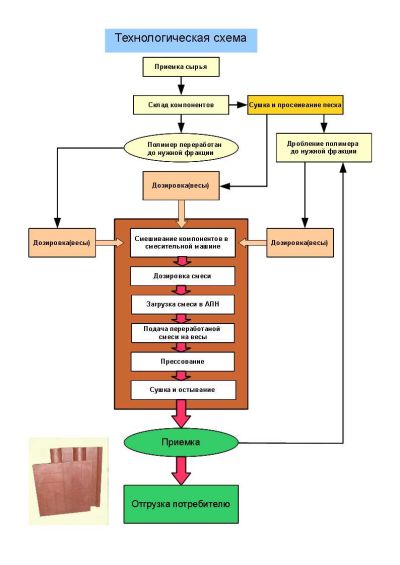 Технологическая схема
Приемка сырья
Склад компонентов
Сушка и просеивание песка
Полимер переработан
до нужной фракции
Дробление полимера
до нужной фракции
Дозировка(весы)
Дозировка(весы)
Смешивание компонентов в
смесительной машине
Дозировка(весы)
Дозировка смеси
Загрузка смеси в АПН
Подача переработаной
смеси на весы
Прессование
Сушка и остывание
Приемка
Отгрузка потребителю